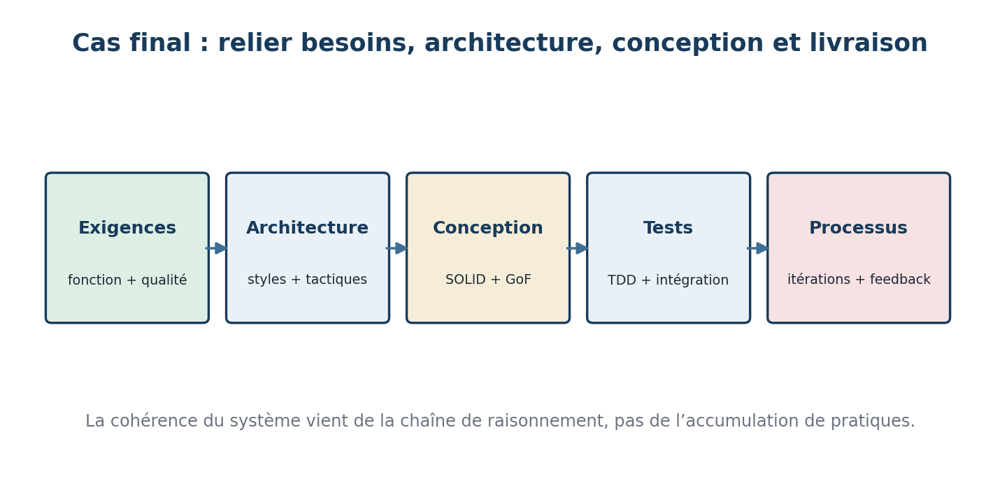 Cas final : relier besoins, architecture, conception et livraison
Exigences
fonction + qualité
Architecture
styles + tactiques
Conception
SOLID + GoF
Tests
TDD + intégration
Processus
itérations + feedback
La cohérence du système vient de la chaîne de raisonnement, pas de l’accumulation de pratiques.